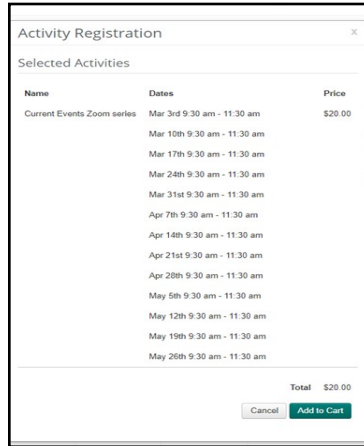 Activity Registration x
Selected Activities
Name Dates Price
Current Events Zoom series Mar 3rd 9:30 am - 11:30 am $20.00
Mar 10th 9:30 am - 11:30 am
Mar 17th 9:30 am - 11:30 am
Mar 24th 9:30 am - 11:30 am
Mar 31st 9:30 am - 11:30 am
Apr 7th 9:30 am - 11:30 am
Apr 14th 9:30 am - 11:30 am
Apr 21st 9:30 am - 11:30 am
Apr 28th 9:30 am - 11:30 am
May 5th 9:30 am - 11:30 am
May 12th 9:30 am - 11:30 am
May 19th 9:30 am - 11:30 am
May 26th 9:30 am - 11:30 am
Total $20.00
Cancel Add to Cart